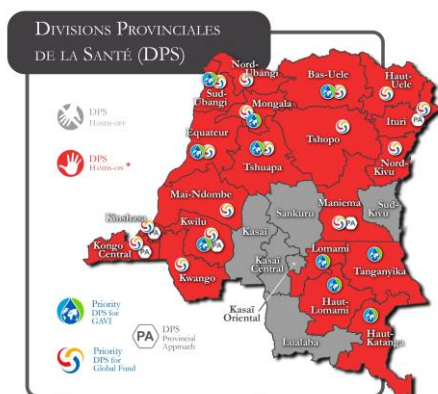 Divisions Provinciales
de la Santé (DPS)
DPS
Hands-off
DPS
Hands-on *
Nord-
Ubangi
Sud-
Ubangi
Bas-Uele
Haut-
Uele
Mongala
Ituri
PA
Équateur
Tshopo
Tshuapa
Nord-
Kivu
Mai-Ndombe
Maniema
PA
Sankuru
Sud-
Kivu
Kinshasa
PA
Kwilu
PA
Kasaï
Kongo
Central
PA
Kasaï
Central
Lomami
Tanganyika
Kwango
Kasaï
Oriental
Haut-
Lomami
Lualaba
Haut-
Katanga
Priority
DPS for
GAVI
PA
DPS
Provincial
Approach
Priority
DPS for
Global Fund